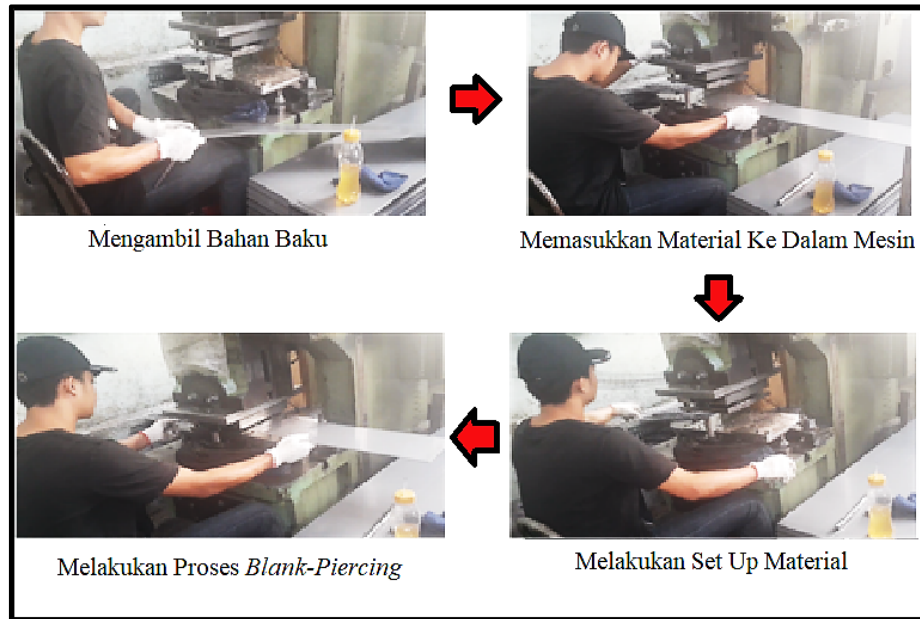 Mengambil Bahan Baku
Memasukkan Material Ke Dalam Mesin
Melakukan Set Up Material
Melakukan Proses Blank-Piercing